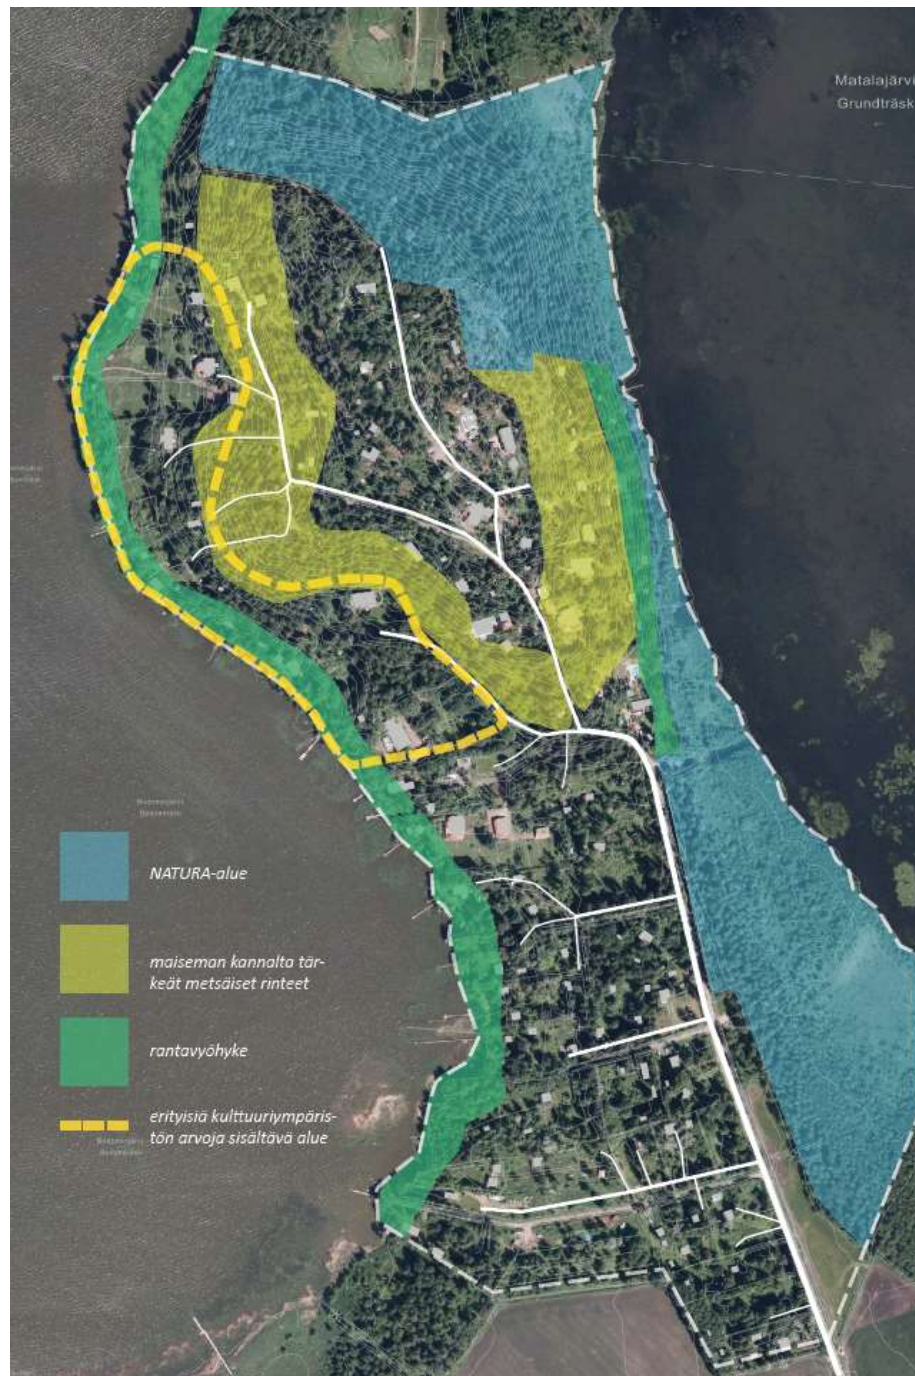 Matalajärvi
Grundträsk
NATURA-alue
maiseman kannalta tär-
keät metsäiset rinteet
rantavyöhyke
erityisiä kulttuuriympäris-
tön arvoja sisältävä alue